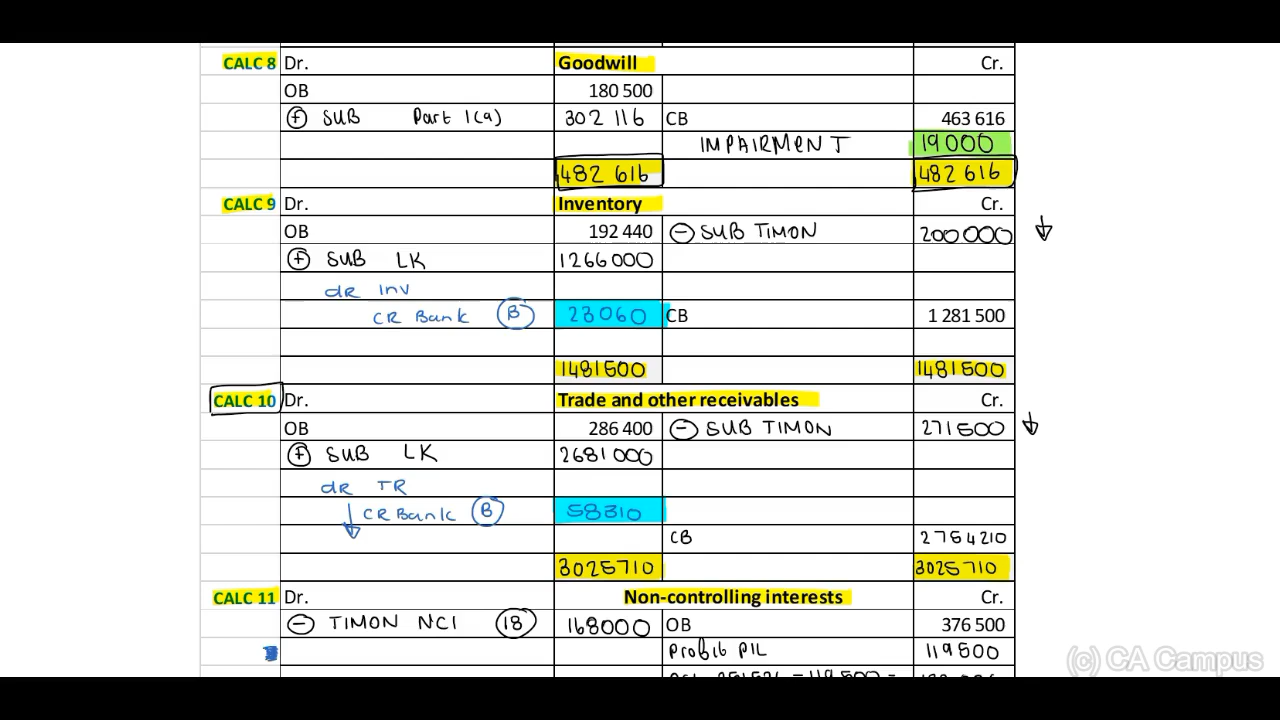 CALC 8 Dr. Goodwill Cr.
OB 180 500
+ SUB Part 1(a) 302 116 CB 463 616
IMPAIRMENT 19000
482 616 482 616
CALC 9 Dr. Inventory Cr.
OB 192 440 - SUB TIMON 200000
+ SUB LK 1266000
dr Inv
CR Bank B 23060 CB 1 281 500
1481500 1481500
CALC 10 Dr. Trade and other receivables Cr.
OB 286 400 - SUB TIMON 271500
+ SUB LK 2681000
dr TR
CR Bank B 58310
CB 2754210
3025710 3025710
CALC 11 Dr. Non-controlling interests Cr.
- TIMON NCI 18 168000 OB 376 500
Profit P/L 119500
(c) CA Campus